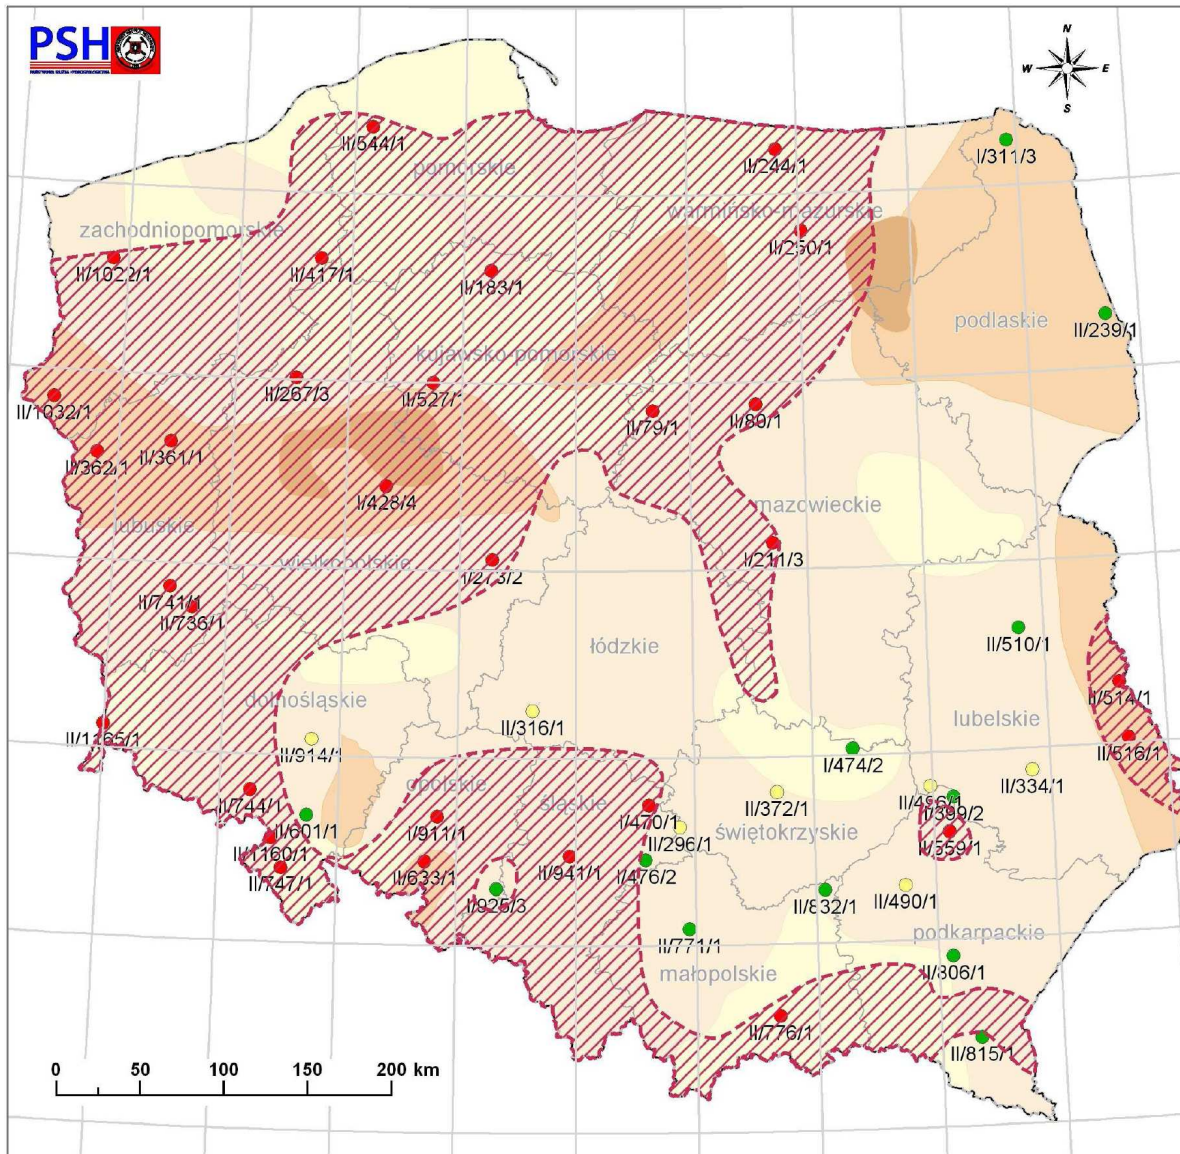 PSH
N
W E
S
II/544/1
pomorskie
II/244/1
I/311/3
warmińsko-mazurskie
zachodniopomorskie
II/250/1
II/1022/1
II/417/1
II/183/1
podlaskie
II/239/1
kujawsko-pomorskie
II/267/3
II/527/1
II/1032/1
II/79/1
II/80/1
II/362/1
II/361/1
I/428/4
mazowieckie
lubuskie
wielkopolskie
I/273/2
I/211/3
II/741/1
II/736/1
II/510/1
łódzkie
dolnośląskie
II/514/1
II/316/1
lubelskie
II/1165/1
II/914/1
I/474/2
II/516/1
opolskie
śląskie
II/334/1
II/744/1
II/372/1
II/496/1
I/399/2
I/911/1
I/470/1
II/601/1
II/296/1
świętokrzyskie
II/559/1
II/1160/1
II/633/1
II/941/1
I/476/2
II/747/1
I/925/3
II/832/1
II/490/1
II/771/1
podkarpackie
małopolskie
II/806/1
II/776/1
II/815/1
0 50 100 150 200 km